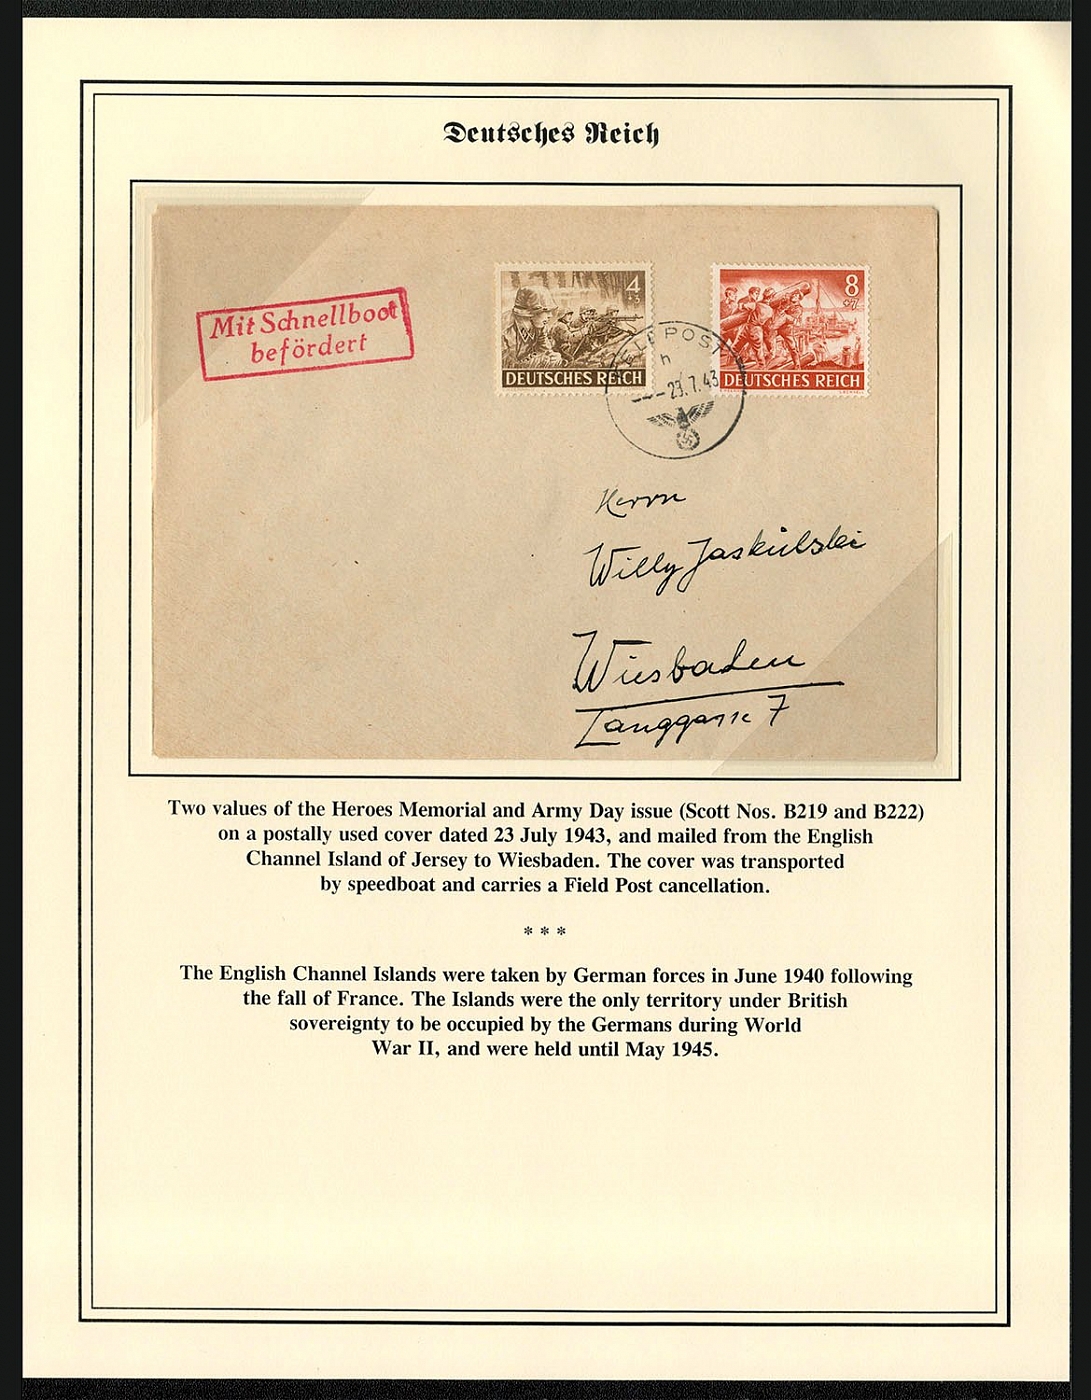 Deutsches Reich
Mit Schnellboot
befördert
4
+3
8
+7
DEUTSCHES REICH
DEUTSCHES REICH
FELDPOST
h
---23.7.43
Herrn
Willy Jaskülski
Wiesbaden
Langgasse 7
Two values of the Heroes Memorial and Army Day issue (Scott Nos. B219 and B222)
on a postally used cover dated 23 July 1943, and mailed from the English
Channel Island of Jersey to Wiesbaden. The cover was transported
by speedboat and carries a Field Post cancellation.
* * *
The English Channel Islands were taken by German forces in June 1940 following
the fall of France. The Islands were the only territory under British
sovereignty to be occupied by the Germans during World
War II, and were held until May 1945.